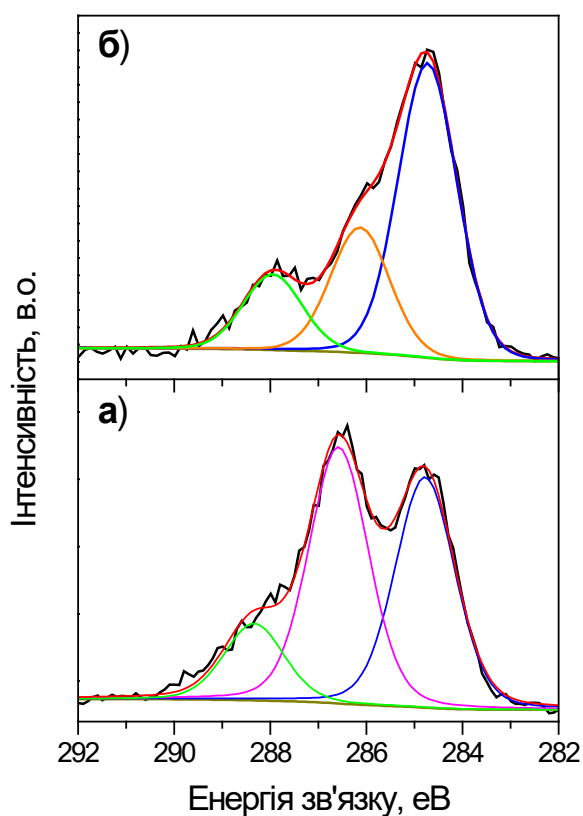 б)
а)
Інтенсивність, в.о.
292 290 288 286 284 282
Енергія зв'язку, еВ